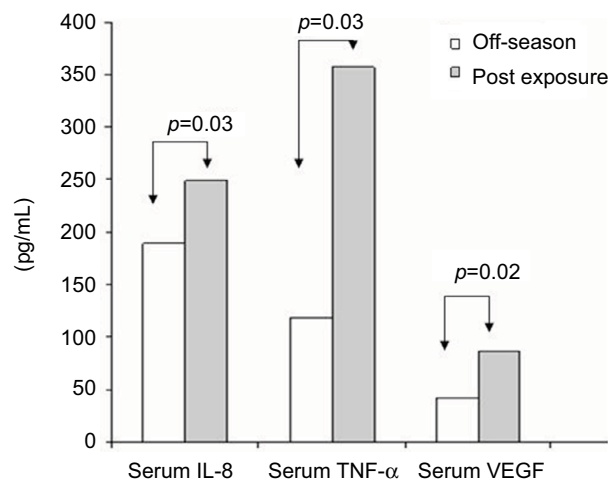 400
350
300
250
200
150
100
50
0
(pg/mL)
p=0.03
p=0.03
p=0.02
Off-season
Post exposure
Serum IL-8
Serum TNF-α
Serum VEGF